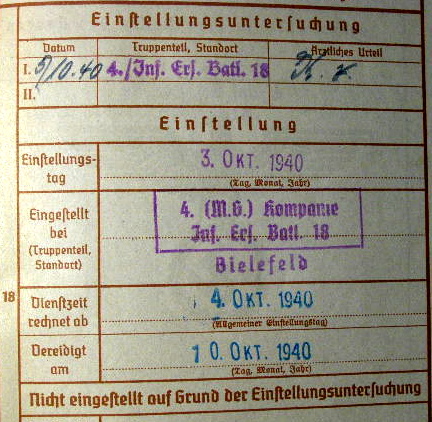 Einstellungsuntersuchung
Datum Truppenteil, Standort Ärztliches Urteil
I. 5/10.40 4./Inf. Ers. Batl. 18 K. v.
II.
Einstellung
Einstellungs- 3. OKT. 1940
tag (Tag, Monat, Jahr)
Eingestellt 4. (M.G.) Kompanie
bei Inf. Ers. Batl. 18
(Truppenteil,
Standort) Bielefeld
18 Dienstzeit 4. OKT. 1940
rechnet ab (Allgemeiner Einstellungstag)
Vereidigt 10. OKT. 1940
am (Tag, Monat, Jahr)
Nicht eingestellt auf Grund der Einstellungsuntersuchung